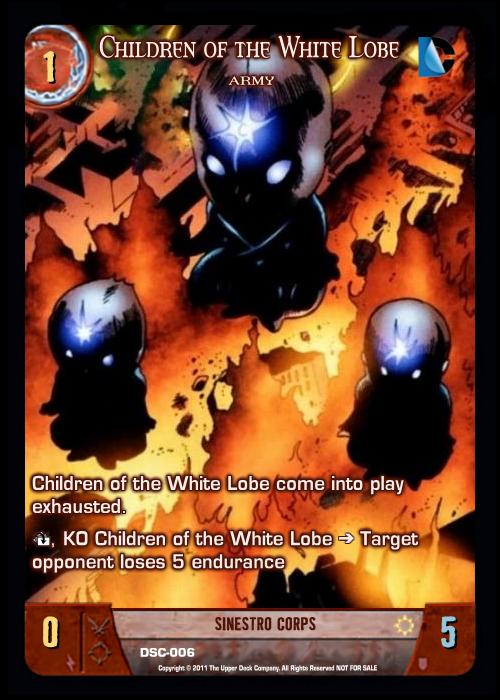 1
Children of the White Lobe
ARMY
Children of the White Lobe come into play
exhausted.
, KO Children of the White Lobe → Target
opponent loses 5 endurance
0
SINESTRO CORPS
5
DSC-006
Copyright © 2011 The Upper Deck Company. All Rights Reserved NOT FOR SALE